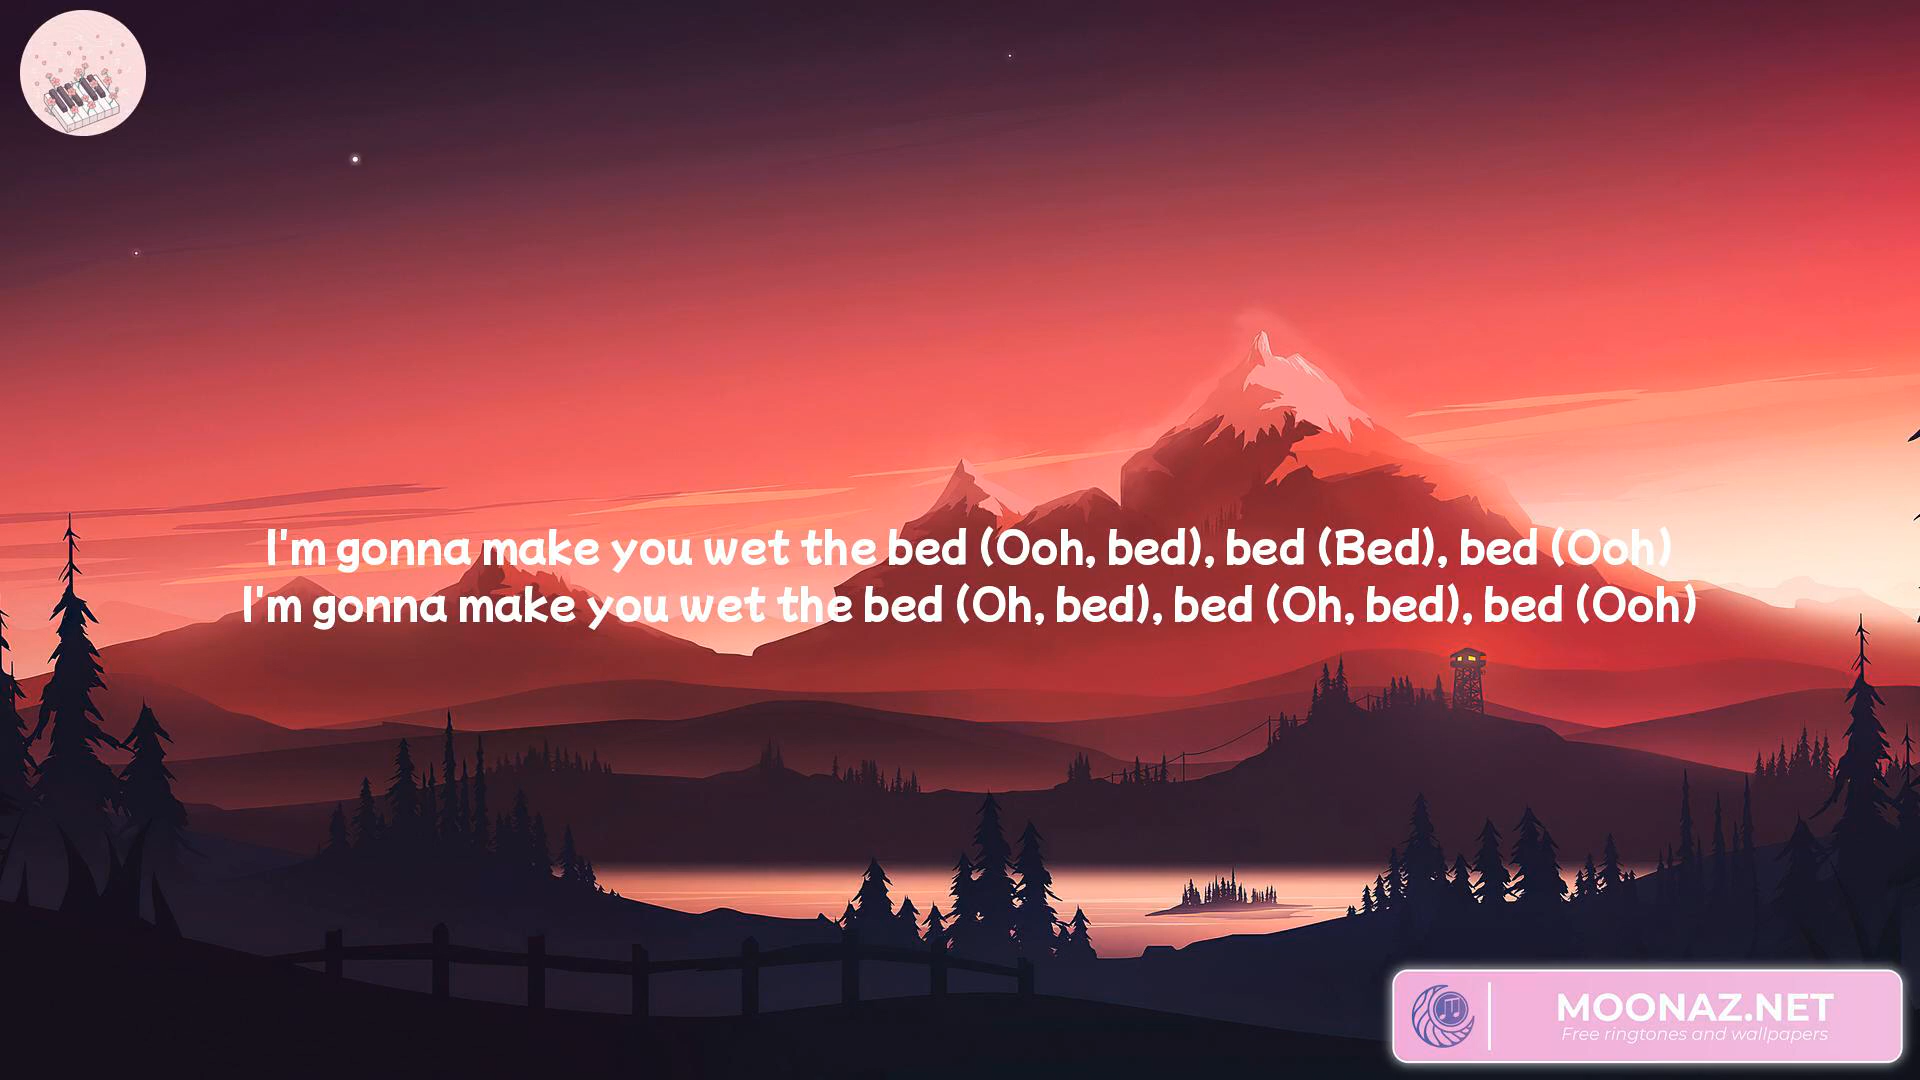 I'm gonna make you wet the bed (Ooh, bed), bed (Bed), bed (Ooh)
I'm gonna make you wet the bed (Oh, bed), bed (Oh, bed), bed (Ooh)
MOONAZ.NET
Free ringtones and wallpapers